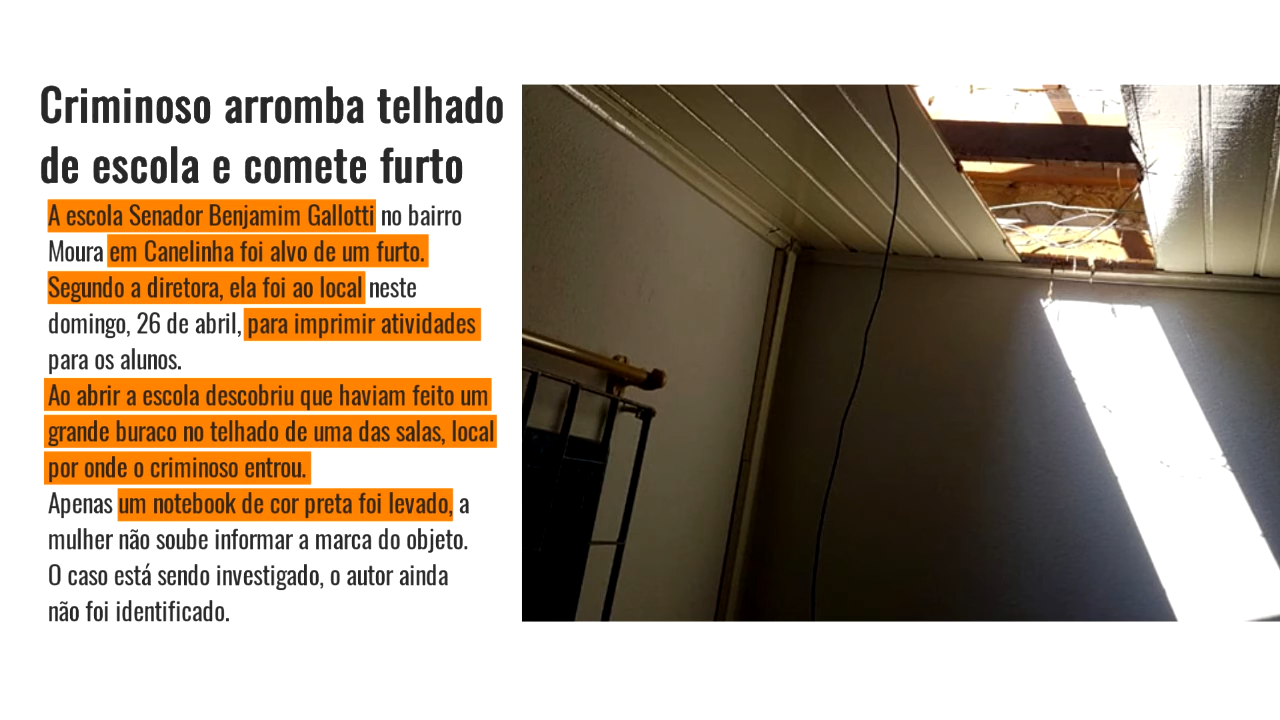 Criminoso arromba telhado
de escola e comete furto
A escola Senador Benjamim Gallotti no bairro
Moura em Canelinha foi alvo de um furto.
Segundo a diretora, ela foi ao local neste
domingo, 26 de abril, para imprimir atividades
para os alunos.
Ao abrir a escola descobriu que haviam feito um
grande buraco no telhado de uma das salas, local
por onde o criminoso entrou.
Apenas um notebook de cor preta foi levado, a
mulher não soube informar a marca do objeto.
O caso está sendo investigado, o autor ainda
não foi identificado.